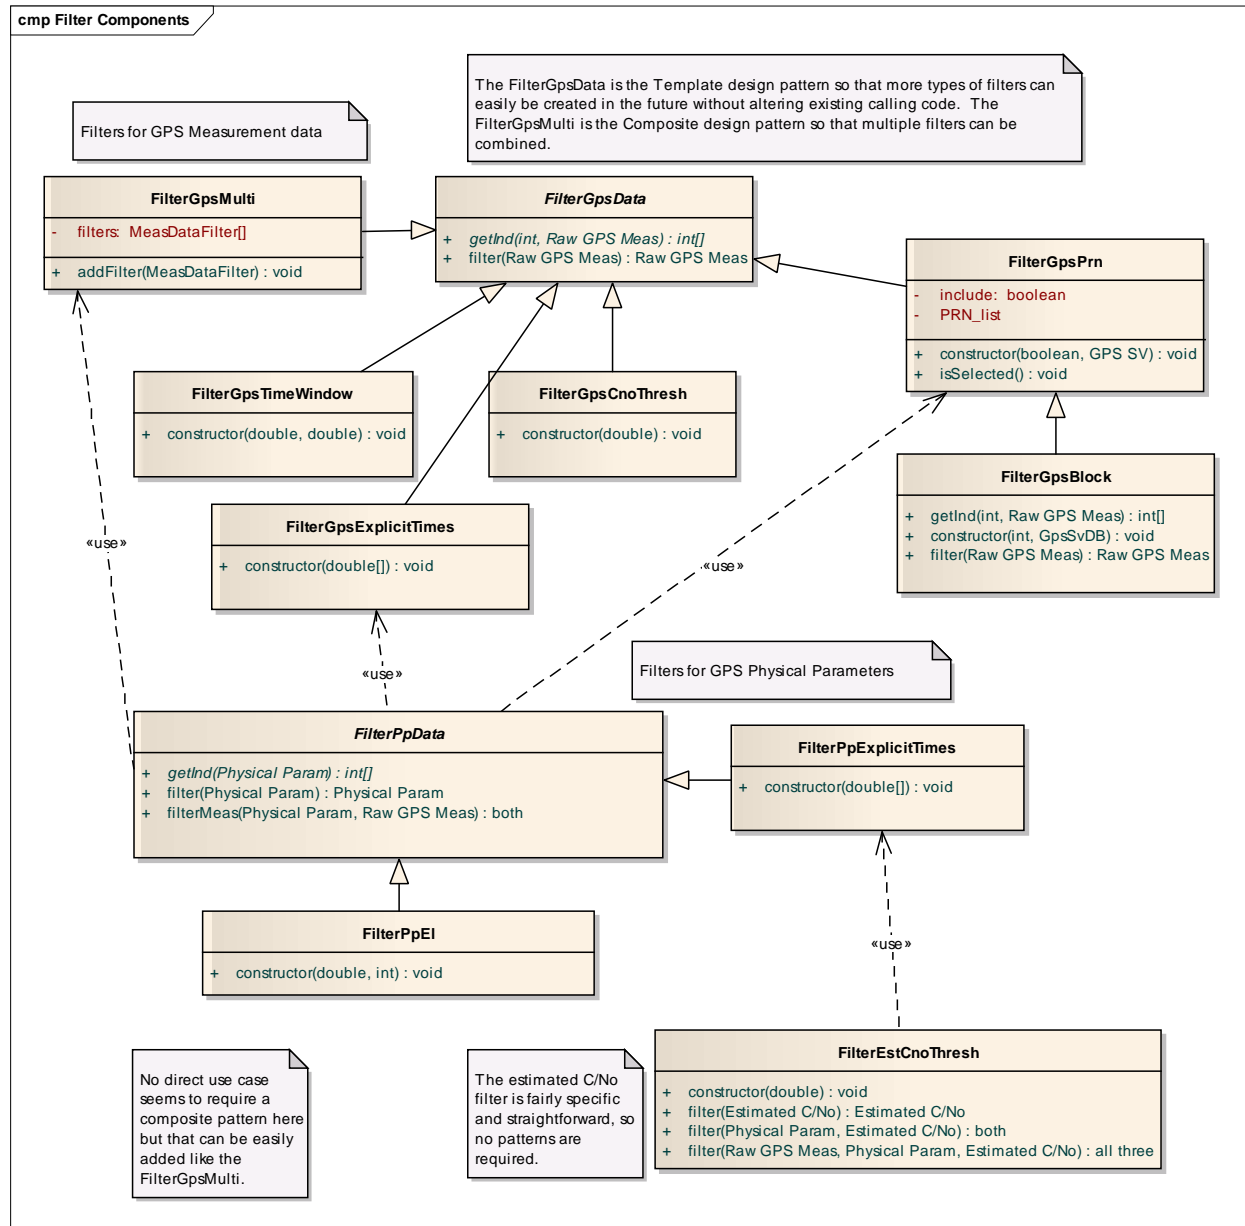 cmp Filter Components
The FilterGpsData is the Template design pattern so that more types of filters can
easily be created in the future without altering existing calling code.  The
FilterGpsMulti is the Composite design pattern so that multiple filters can be
combined.
Filters for GPS Measurement data
FilterGpsMulti
- filters: MeasDataFilter[]
+ addFilter(MeasDataFilter) : void
FilterGpsData
+ getInd(int, Raw GPS Meas) : int[]
+ filter(Raw GPS Meas) : Raw GPS Meas
FilterGpsPrn
- include: boolean
- PRN_list
+ constructor(boolean, GPS SV) : void
+ isSelected() : void
FilterGpsTimeWindow
+ constructor(double, double) : void
FilterGpsCnoThresh
+ constructor(double) : void
FilterGpsBlock
+ getInd(int, Raw GPS Meas) : int[]
+ constructor(int, GpsSvDB) : void
+ filter(Raw GPS Meas) : Raw GPS Meas
FilterGpsExplicitTimes
+ constructor(double[]) : void
«use»
«use»
«use»
Filters for GPS Physical Parameters
FilterPpData
+ getInd(Physical Param) : int[]
+ filter(Physical Param) : Physical Param
+ filterMeas(Physical Param, Raw GPS Meas) : both
FilterPpExplicitTimes
+ constructor(double[]) : void
FilterPpEl
+ constructor(double, int) : void
«use»
No direct use case
seems to require a
composite pattern here
but that can be easily
added like the
FilterGpsMulti.
The estimated C/No
filter is fairly specific
and straightforward, so
no patterns are
required.
FilterEstCnoThresh
+ constructor(double) : void
+ filter(Estimated C/No) : Estimated C/No
+ filter(Physical Param, Estimated C/No) : both
+ filter(Raw GPS Meas, Physical Param, Estimated C/No) : all three